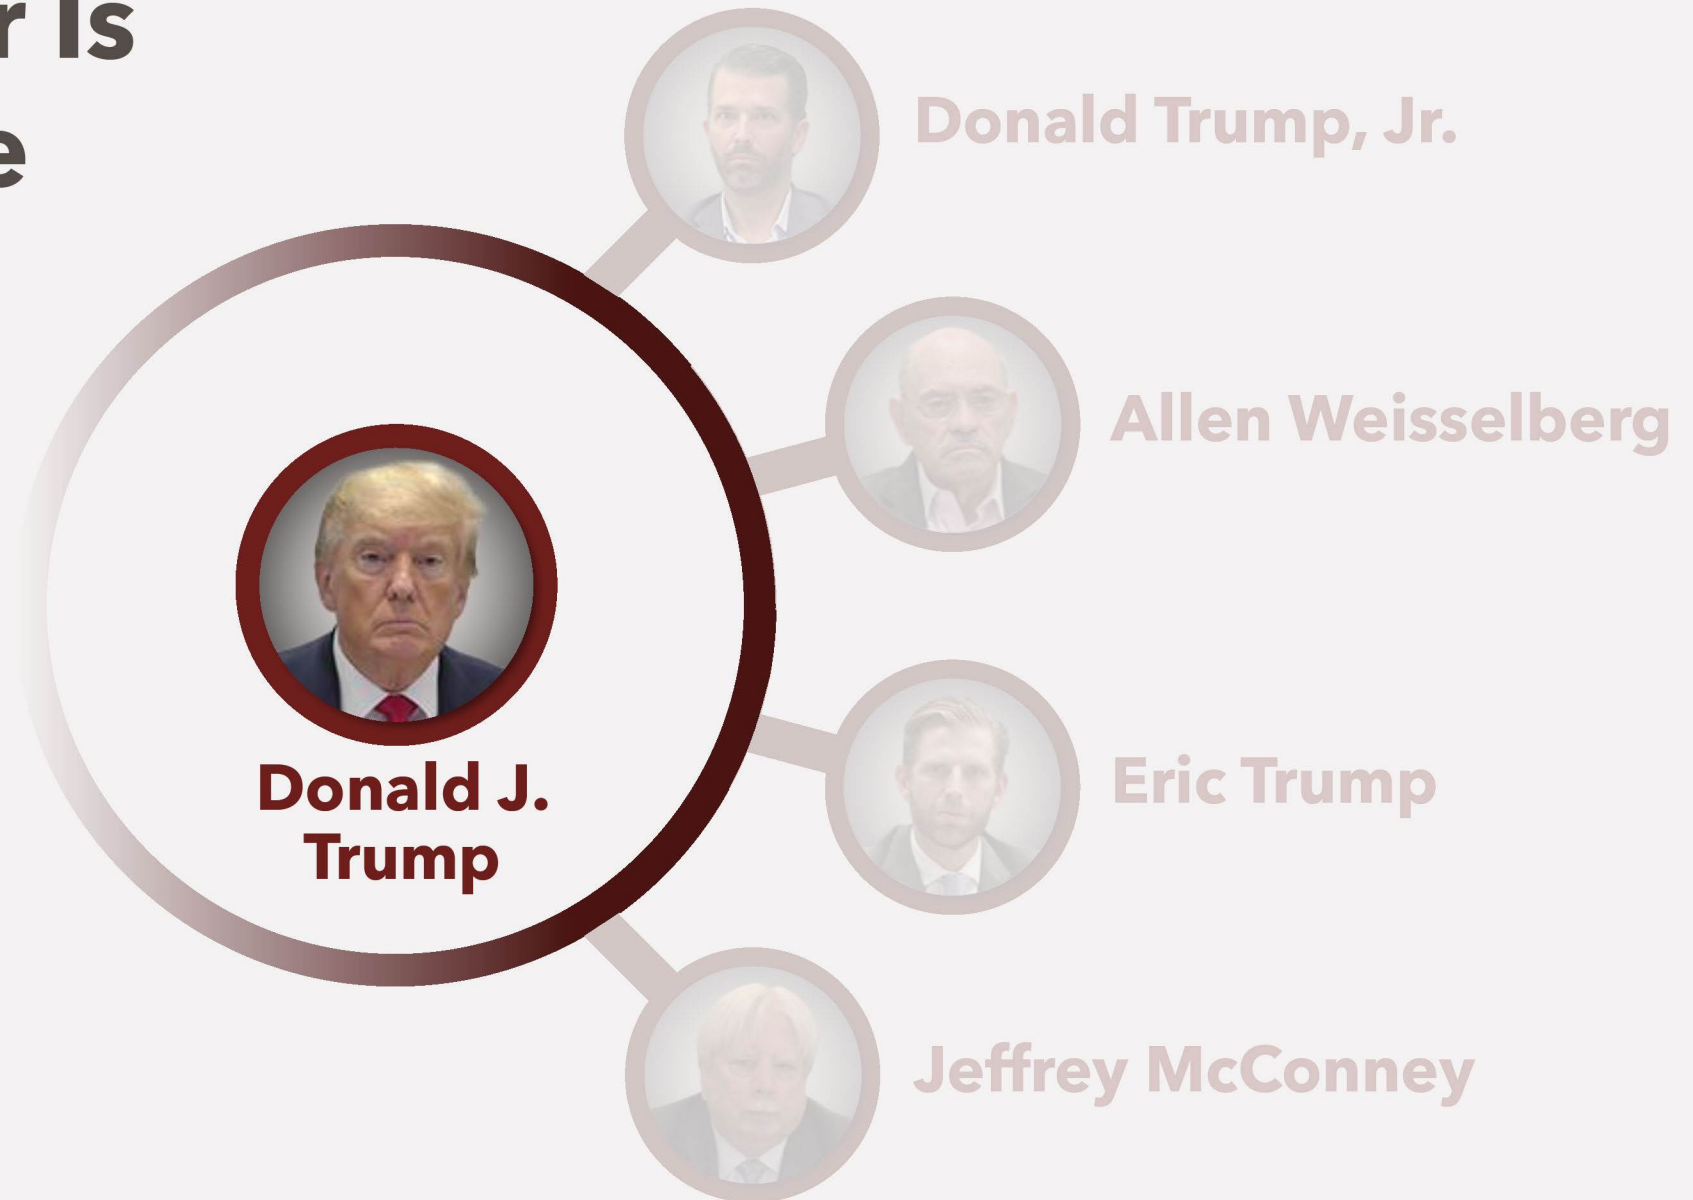 r Is
e
Donald Trump, Jr.
Allen Weisselberg
Donald J.
Trump
Eric Trump
Jeffrey McConney